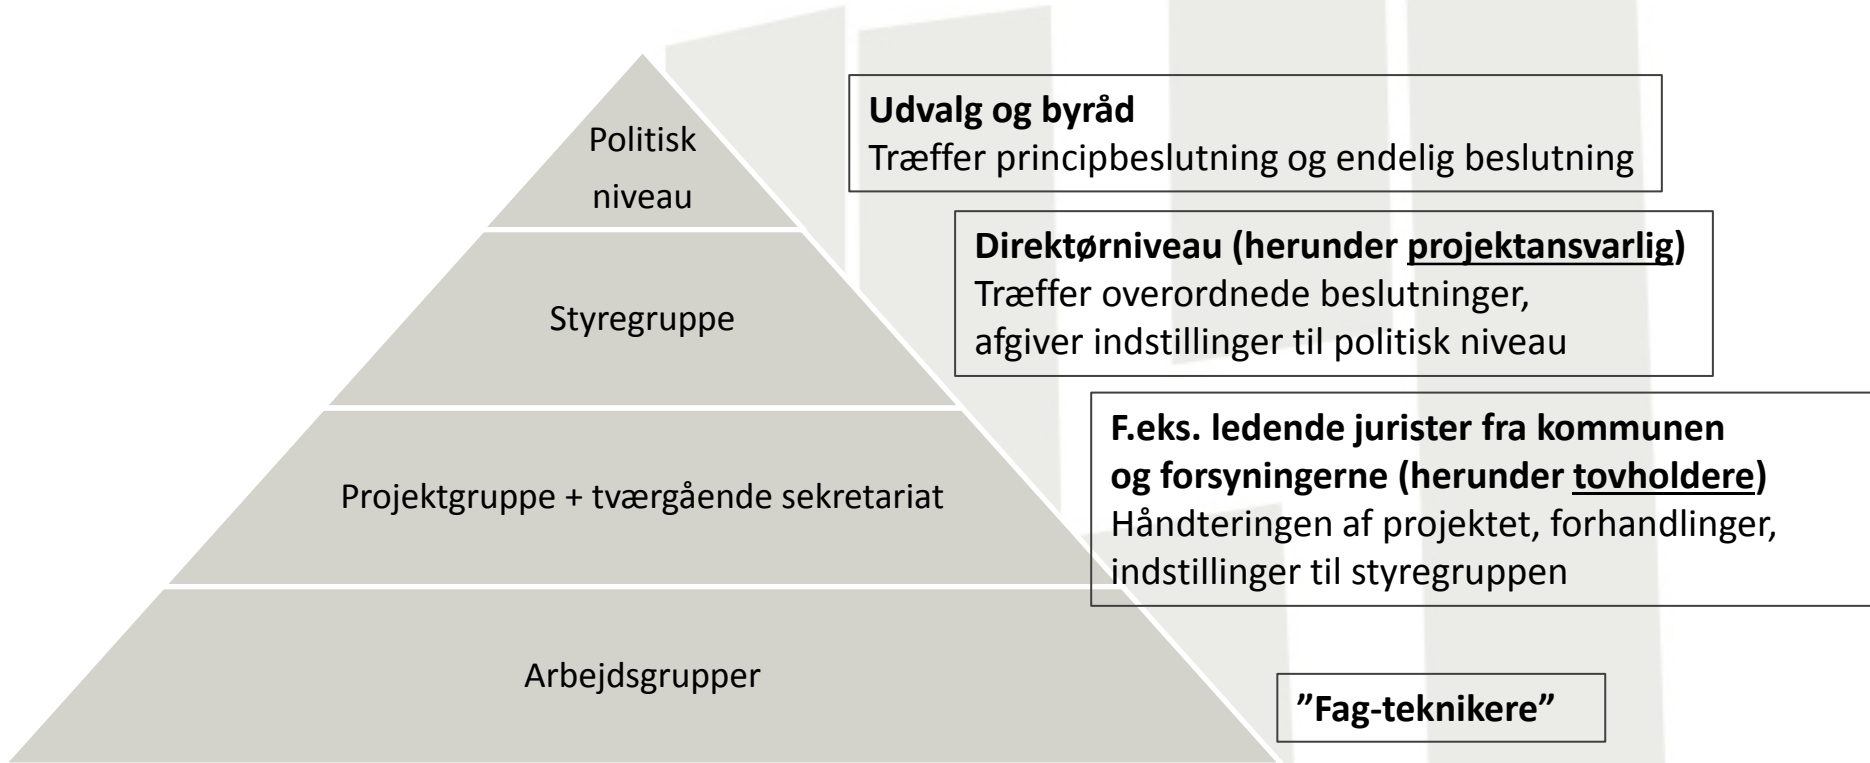 Politisk
niveau
Udvalg og byråd
Træffer principbeslutning og endelig beslutning
Styregruppe
Direktørniveau (herunder projektansvarlig)
Træffer overordnede beslutninger,
afgiver indstillinger til politisk niveau
Projektgruppe + tværgående sekretariat
F.eks. ledende jurister fra kommunen
og forsyningerne (herunder tovholdere)
Håndteringen af projektet, forhandlinger,
indstillinger til styregruppen
Arbejdsgrupper
”Fag-teknikere”